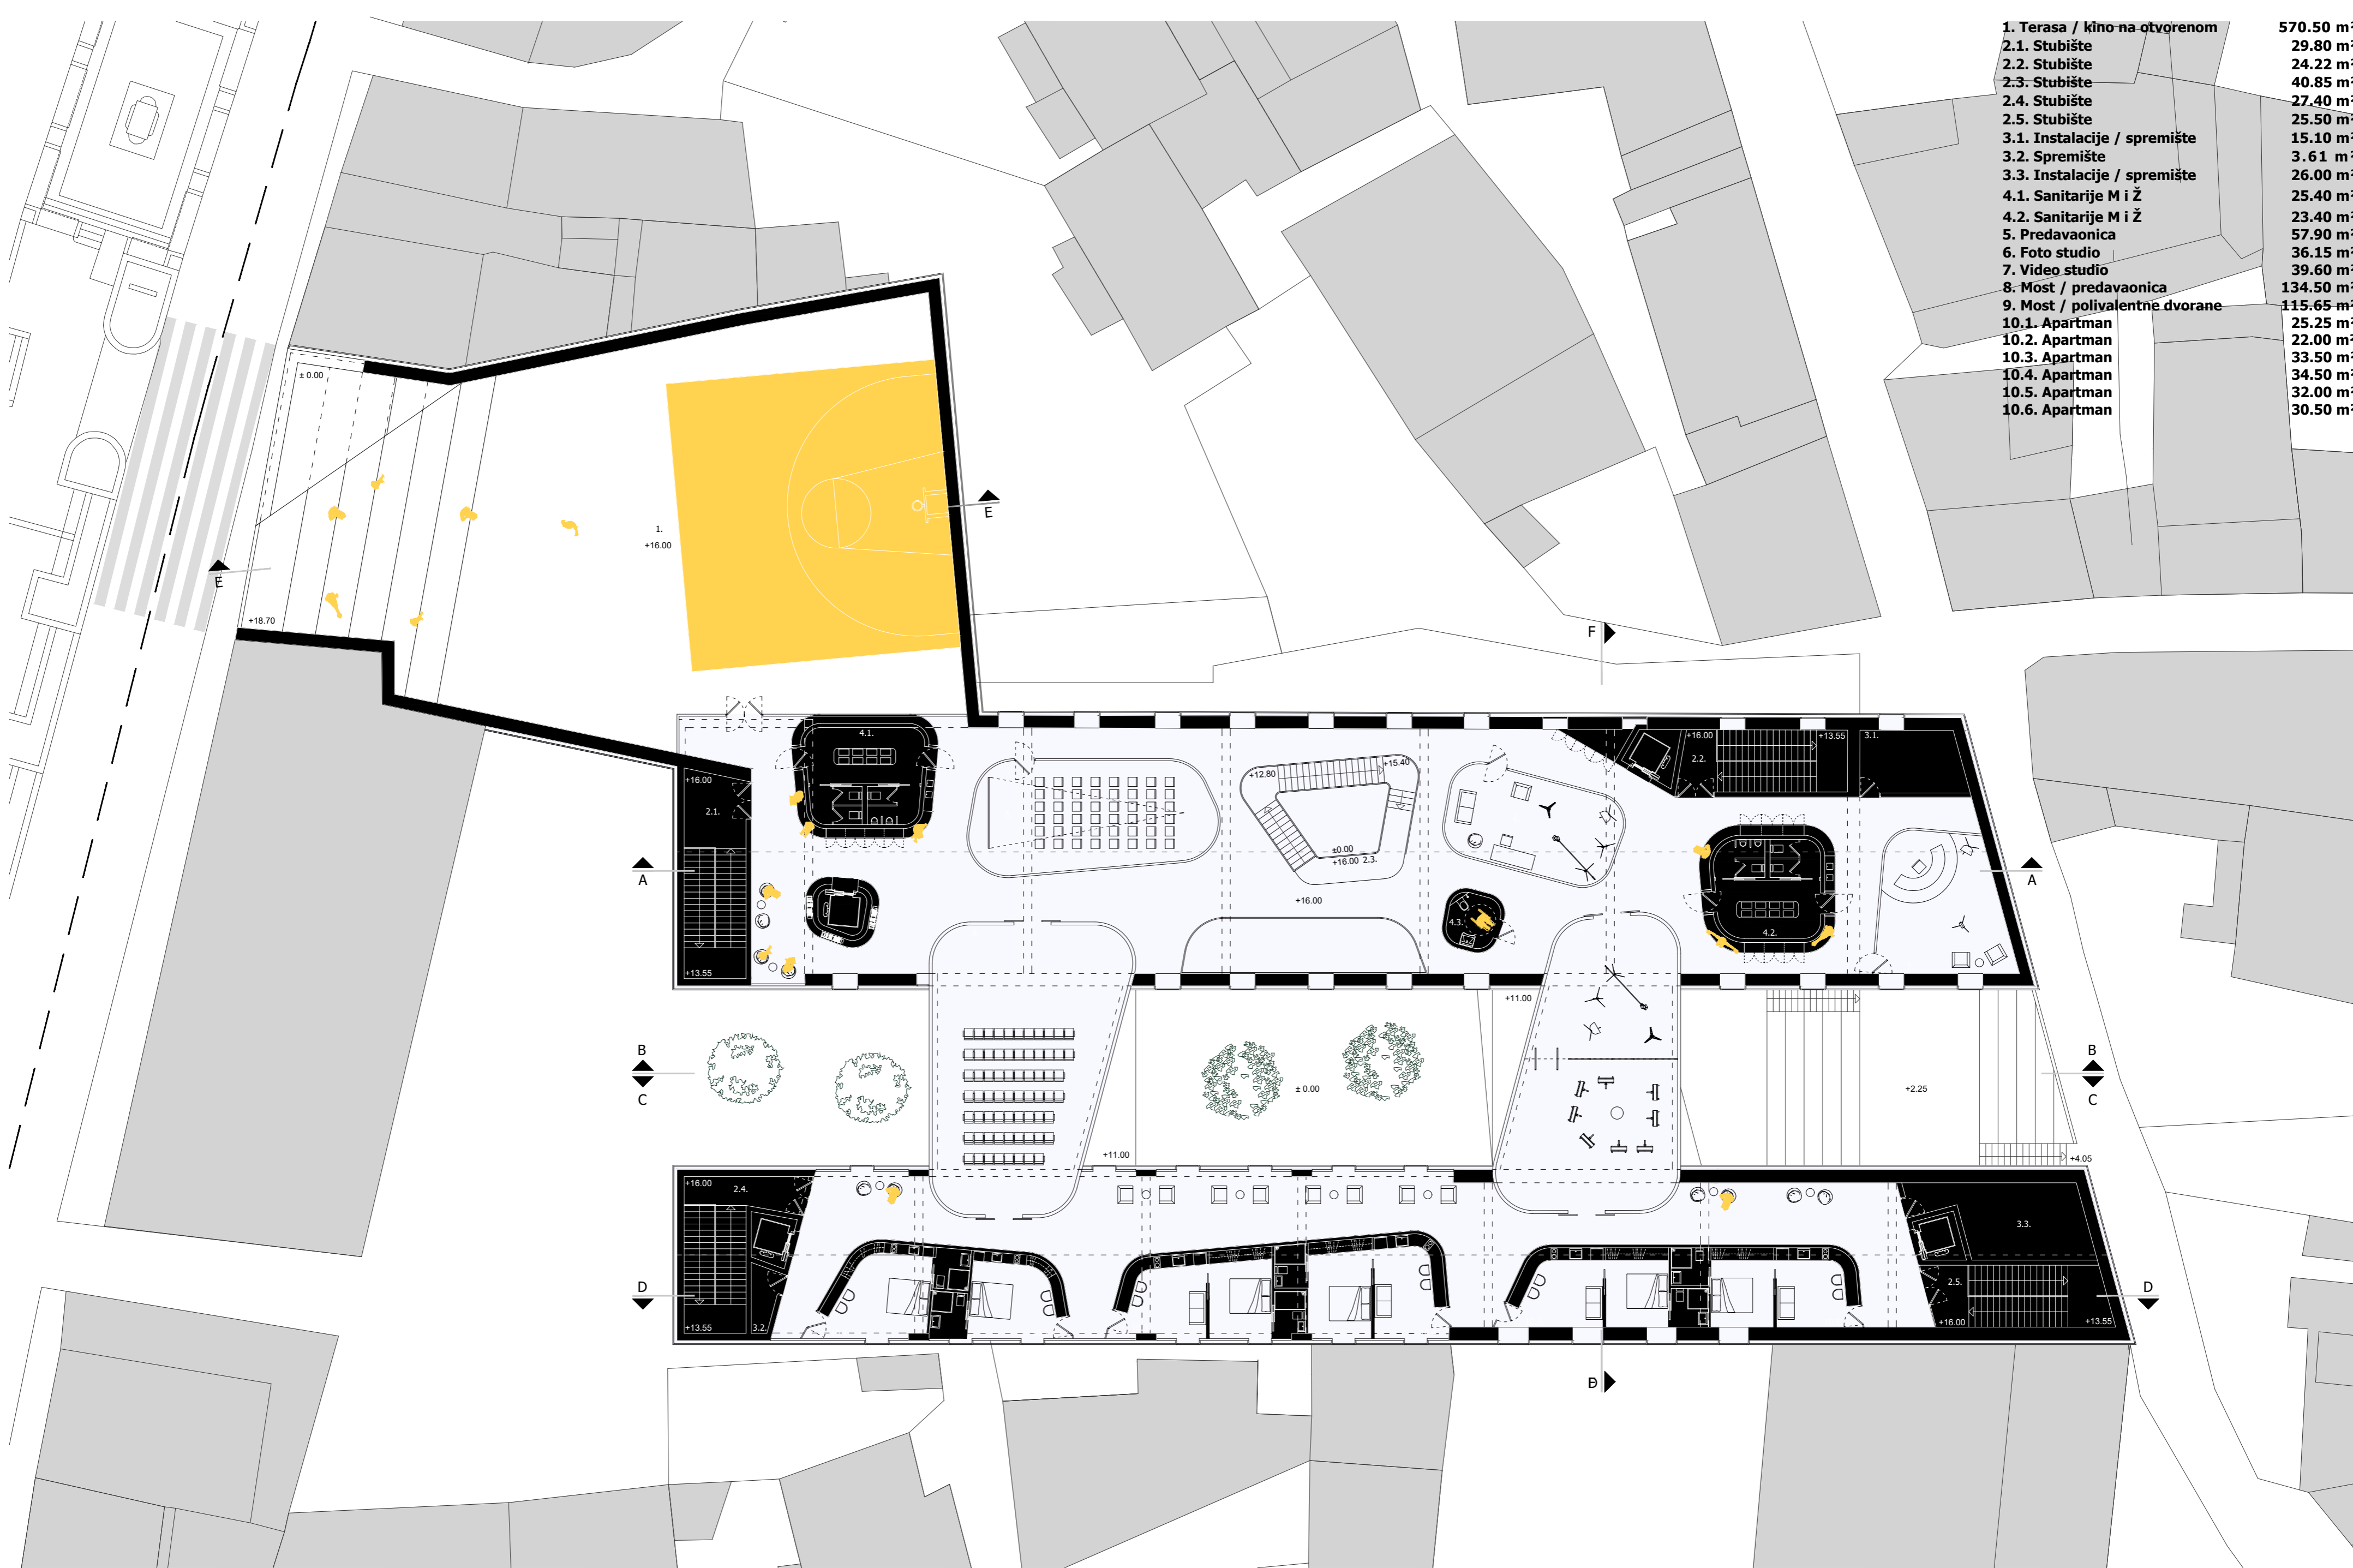 1. Terasa / kino na otvorenom 570.50 m²
2.1. Stubište 29.80 m²
2.2. Stubište 24.22 m²
2.3. Stubište 40.85 m²
2.4. Stubište 27.40 m²
2.5. Stubište 25.50 m²
3.1. Instalacije / spremište 15.10 m²
3.2. Spremište 3.61 m²
3.3. Instalacije / spremište 26.00 m²
4.1. Sanitarije M i Ž 25.40 m²
4.2. Sanitarije M i Ž 23.40 m²
5. Predavaonica 57.90 m²
6. Foto studio 36.15 m²
7. Video studio 39.60 m²
8. Most / predavaonica 134.50 m²
9. Most / polivalentne dvorane 115.65 m²
10.1. Apartman 25.25 m²
10.2. Apartman 22.00 m²
10.3. Apartman 33.50 m²
10.4. Apartman 34.50 m²
10.5. Apartman 32.00 m²
10.6. Apartman 30.50 m²
± 0.00
E
1.
+16.00
E
+18.70
F
4.1.
+16.00
+13.55
3.1.
2.2.
+15.40
+12.80
+16.00
2.1.
±0.00
+16.00 2.3.
A
A
+16.00
4.3.
4.2.
+13.55
+11.00
B
C
± 0.00
+2.25
B
C
+11.00
+4.05
+16.00
2.4.
3.3.
D
2.5.
D
+13.55
3.2.
+16.00
+13.55